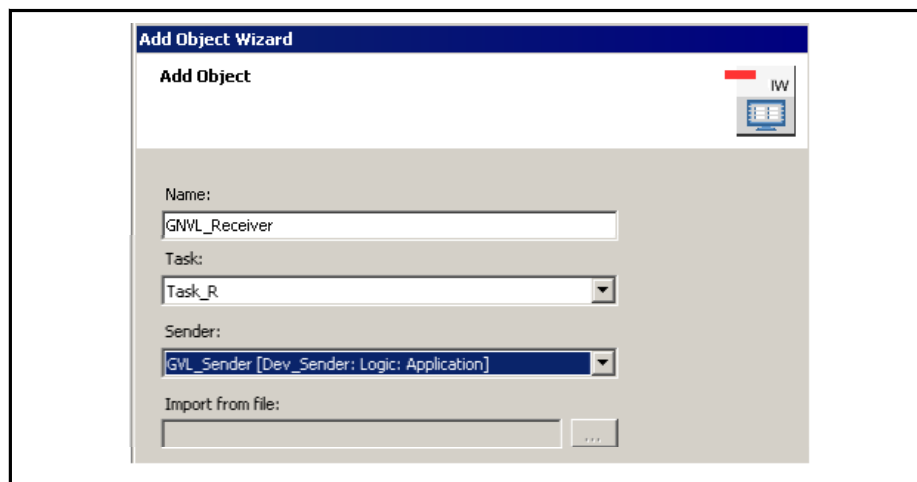 Add Object Wizard
Add Object
IW
Name:
GNVL_Receiver
Task:
Task_R
Sender:
GVL_Sender [Dev_Sender: Logic: Application]
Import from file:
...